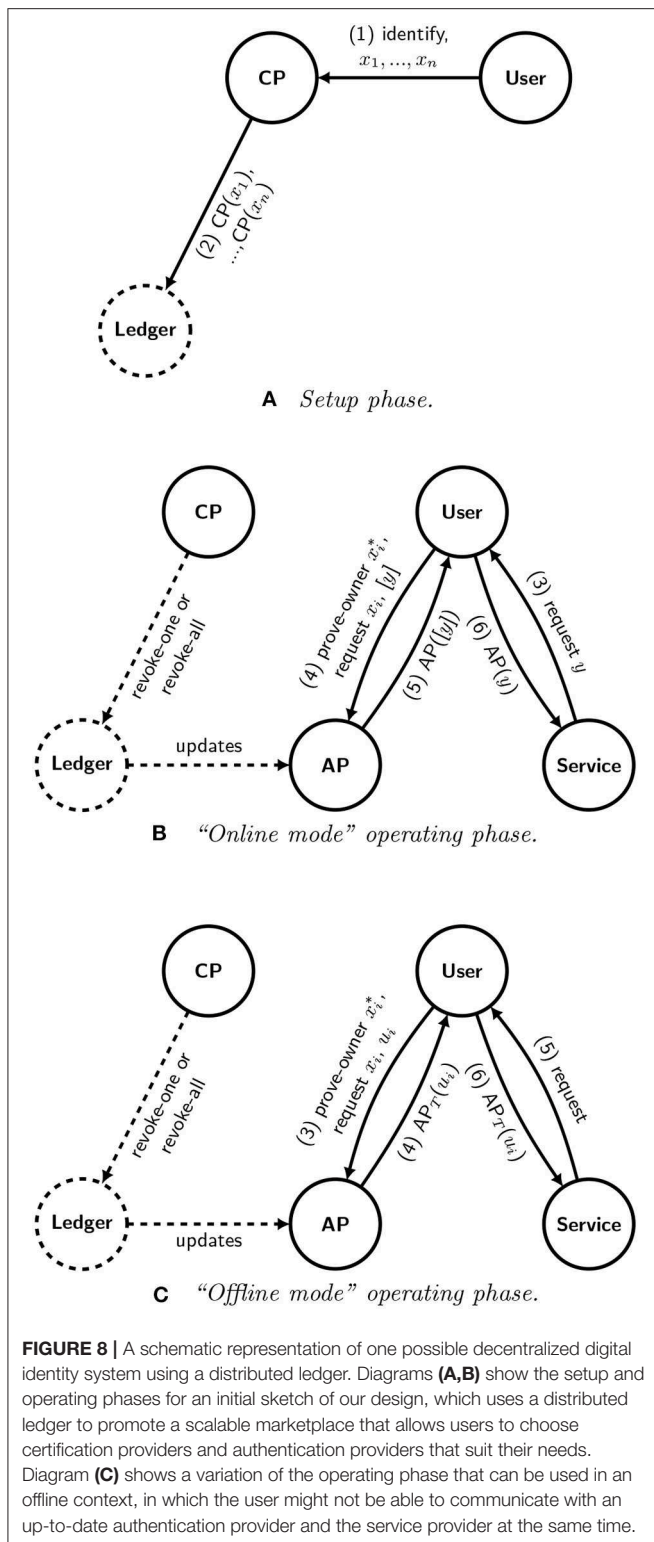 (1) identify,
x₁, ..., xₙ
CP
User
(2) CP(x₁),
..., CP(xₙ)
Ledger
A Setup phase.
CP
User
revoke-one or
revoke-all
(4) prove-owner xᵢ*,
request xᵢ, [y]
(5) AP([y])
(6) AP(y)
(3) request y
Ledger
updates
AP
Service
B “Online mode” operating phase.
CP
User
revoke-one or
revoke-all
(3) prove-owner xᵢ*,
request xᵢ, uᵢ
(4) AP_T(uᵢ)
(6) AP_T(uᵢ)
(5) request
Ledger
updates
AP
Service
C “Offline mode” operating phase.
FIGURE 8 | A schematic representation of one possible decentralized digital
identity system using a distributed ledger. Diagrams (A,B) show the setup and
operating phases for an initial sketch of our design, which uses a distributed
ledger to promote a scalable marketplace that allows users to choose
certification providers and authentication providers that suit their needs.
Diagram (C) shows a variation of the operating phase that can be used in an
offline context, in which the user might not be able to communicate with an
up-to-date authentication provider and the service provider at the same time.